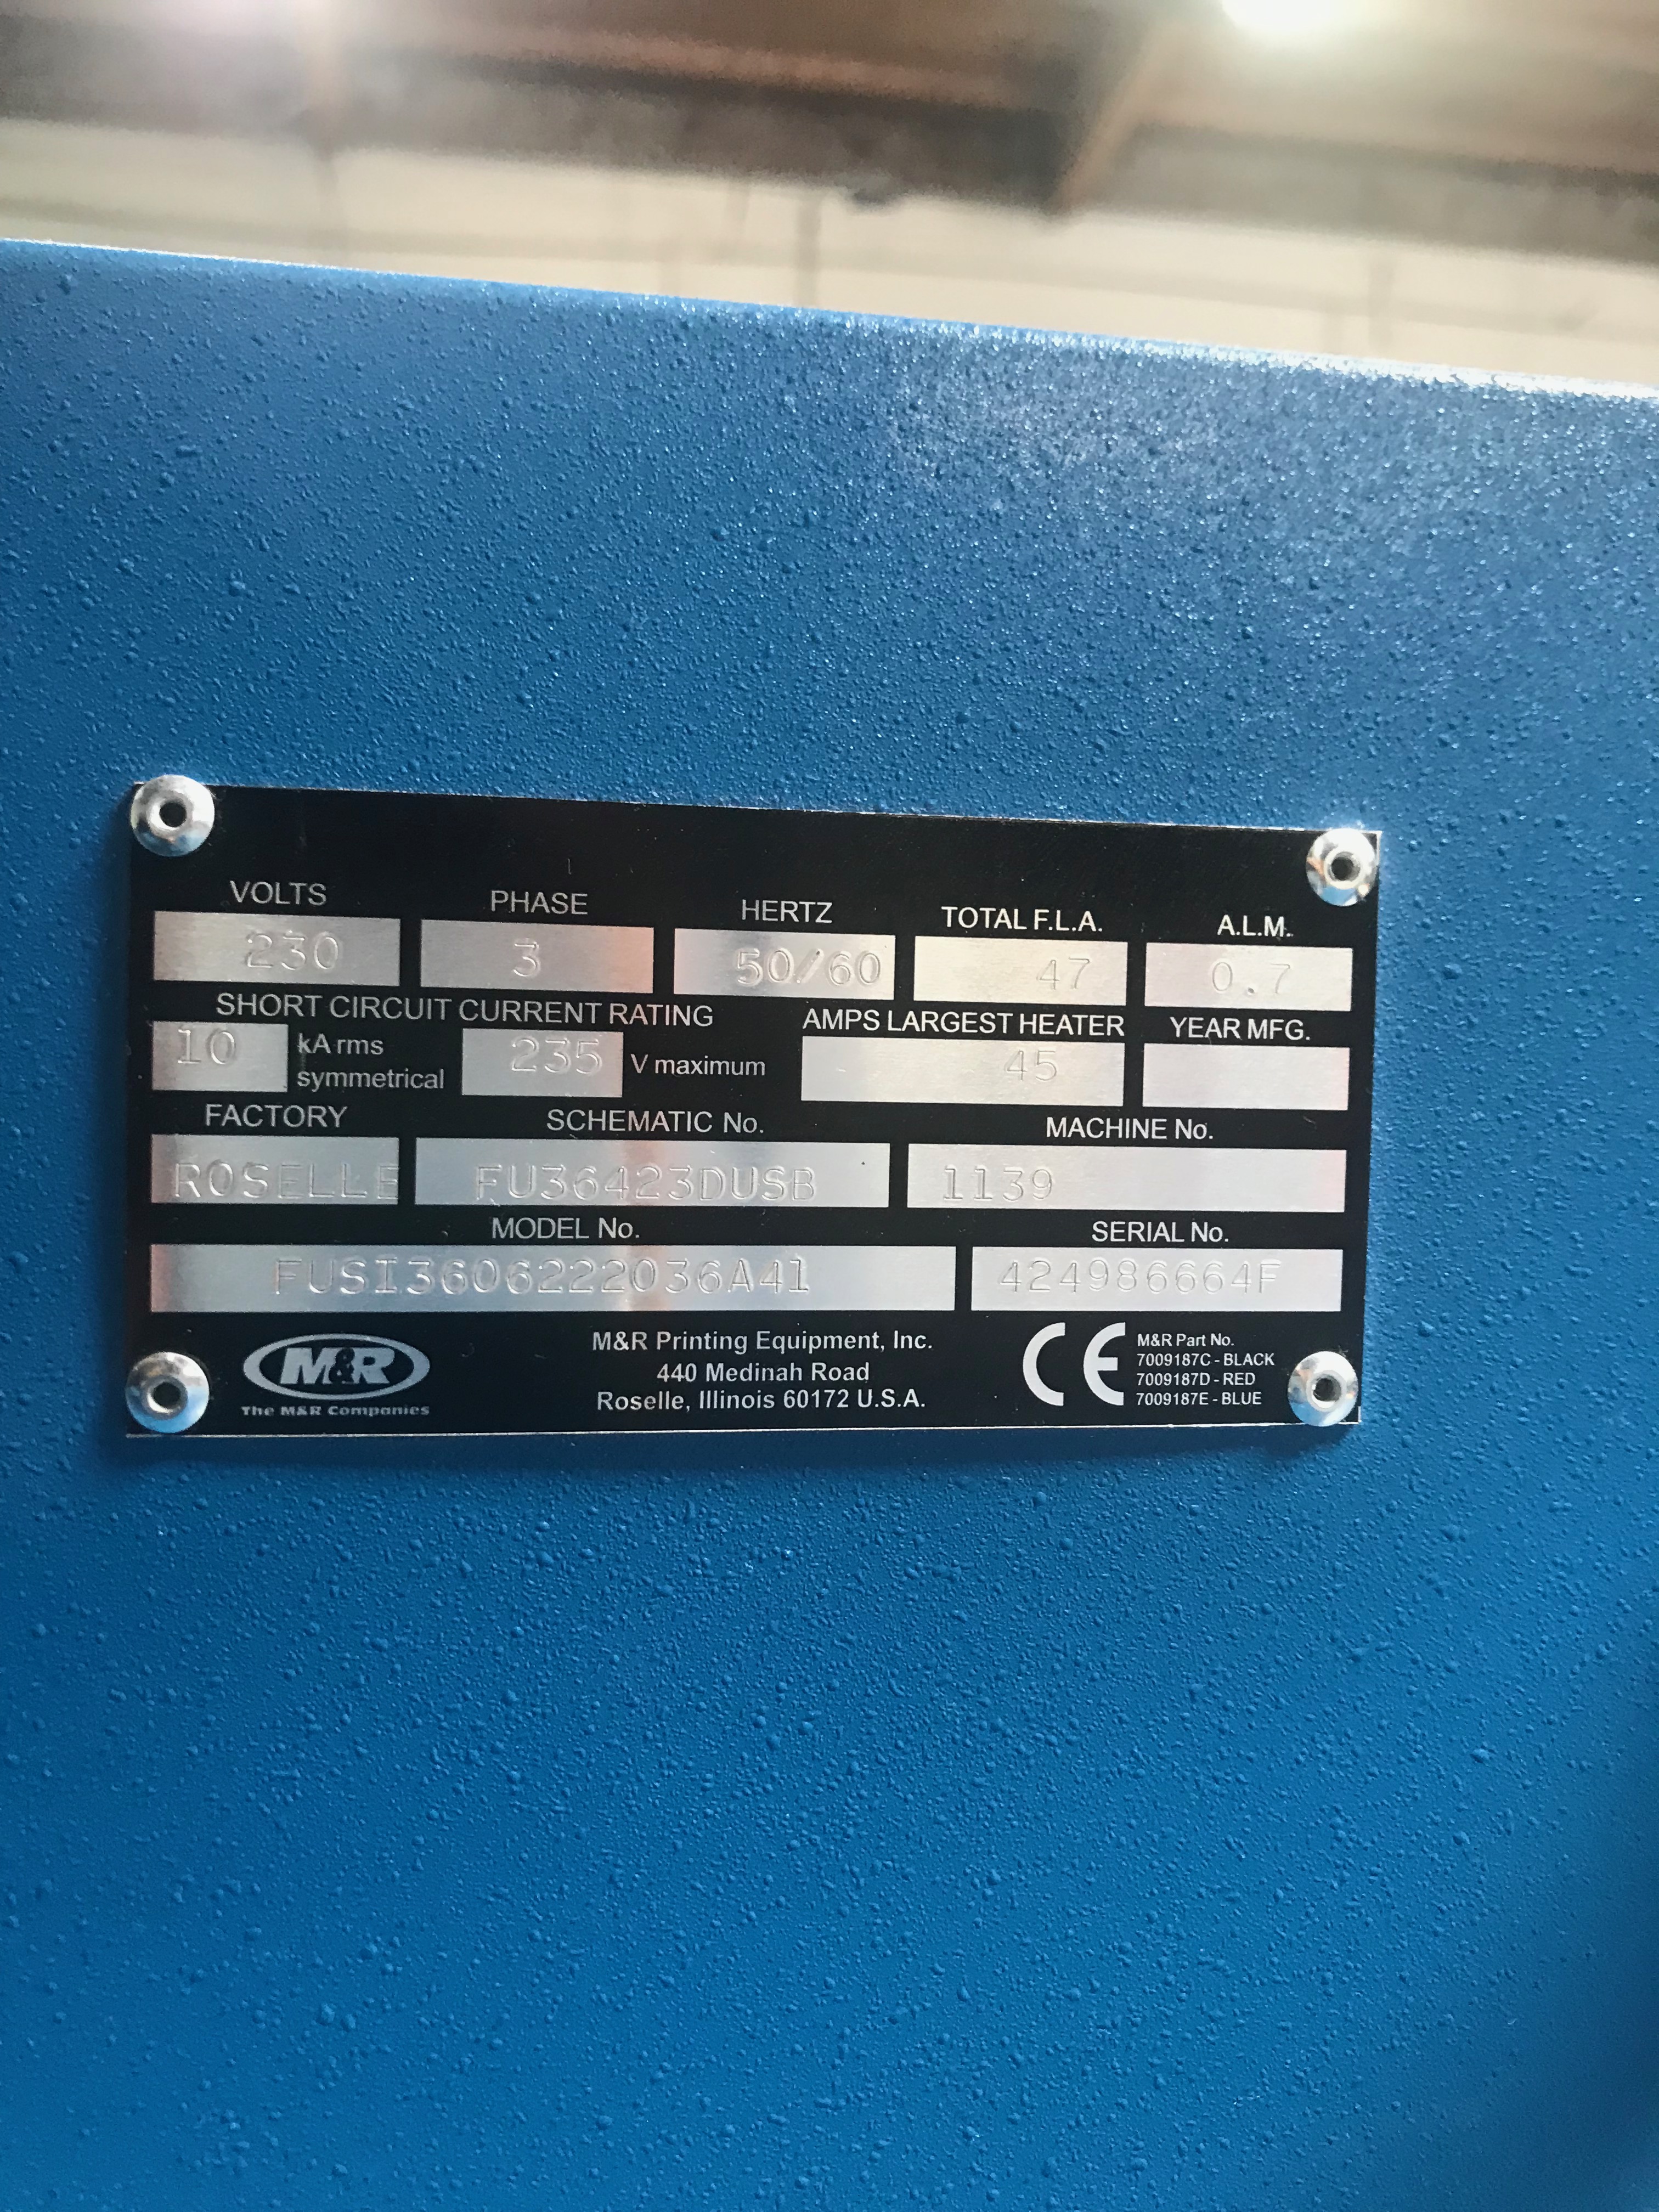 VOLTS PHASE HERTZ TOTAL F.L.A. A.L.M.
230 3 50/60 47 0.7
SHORT CIRCUIT CURRENT RATING AMPS LARGEST HEATER YEAR MFG.
10 kA rms symmetrical 235 V maximum 45
FACTORY SCHEMATIC No. MACHINE No.
ROSELLE FU36423DUSB 1139
MODEL No. SERIAL No.
FUSI3606222036A41 424986664F
M&R
The M&R Companies
M&R Printing Equipment, Inc.
440 Medinah Road
Roselle, Illinois 60172 U.S.A.
CE
M&R Part No.
7009187C - BLACK
7009187D - RED
7009187E - BLUE